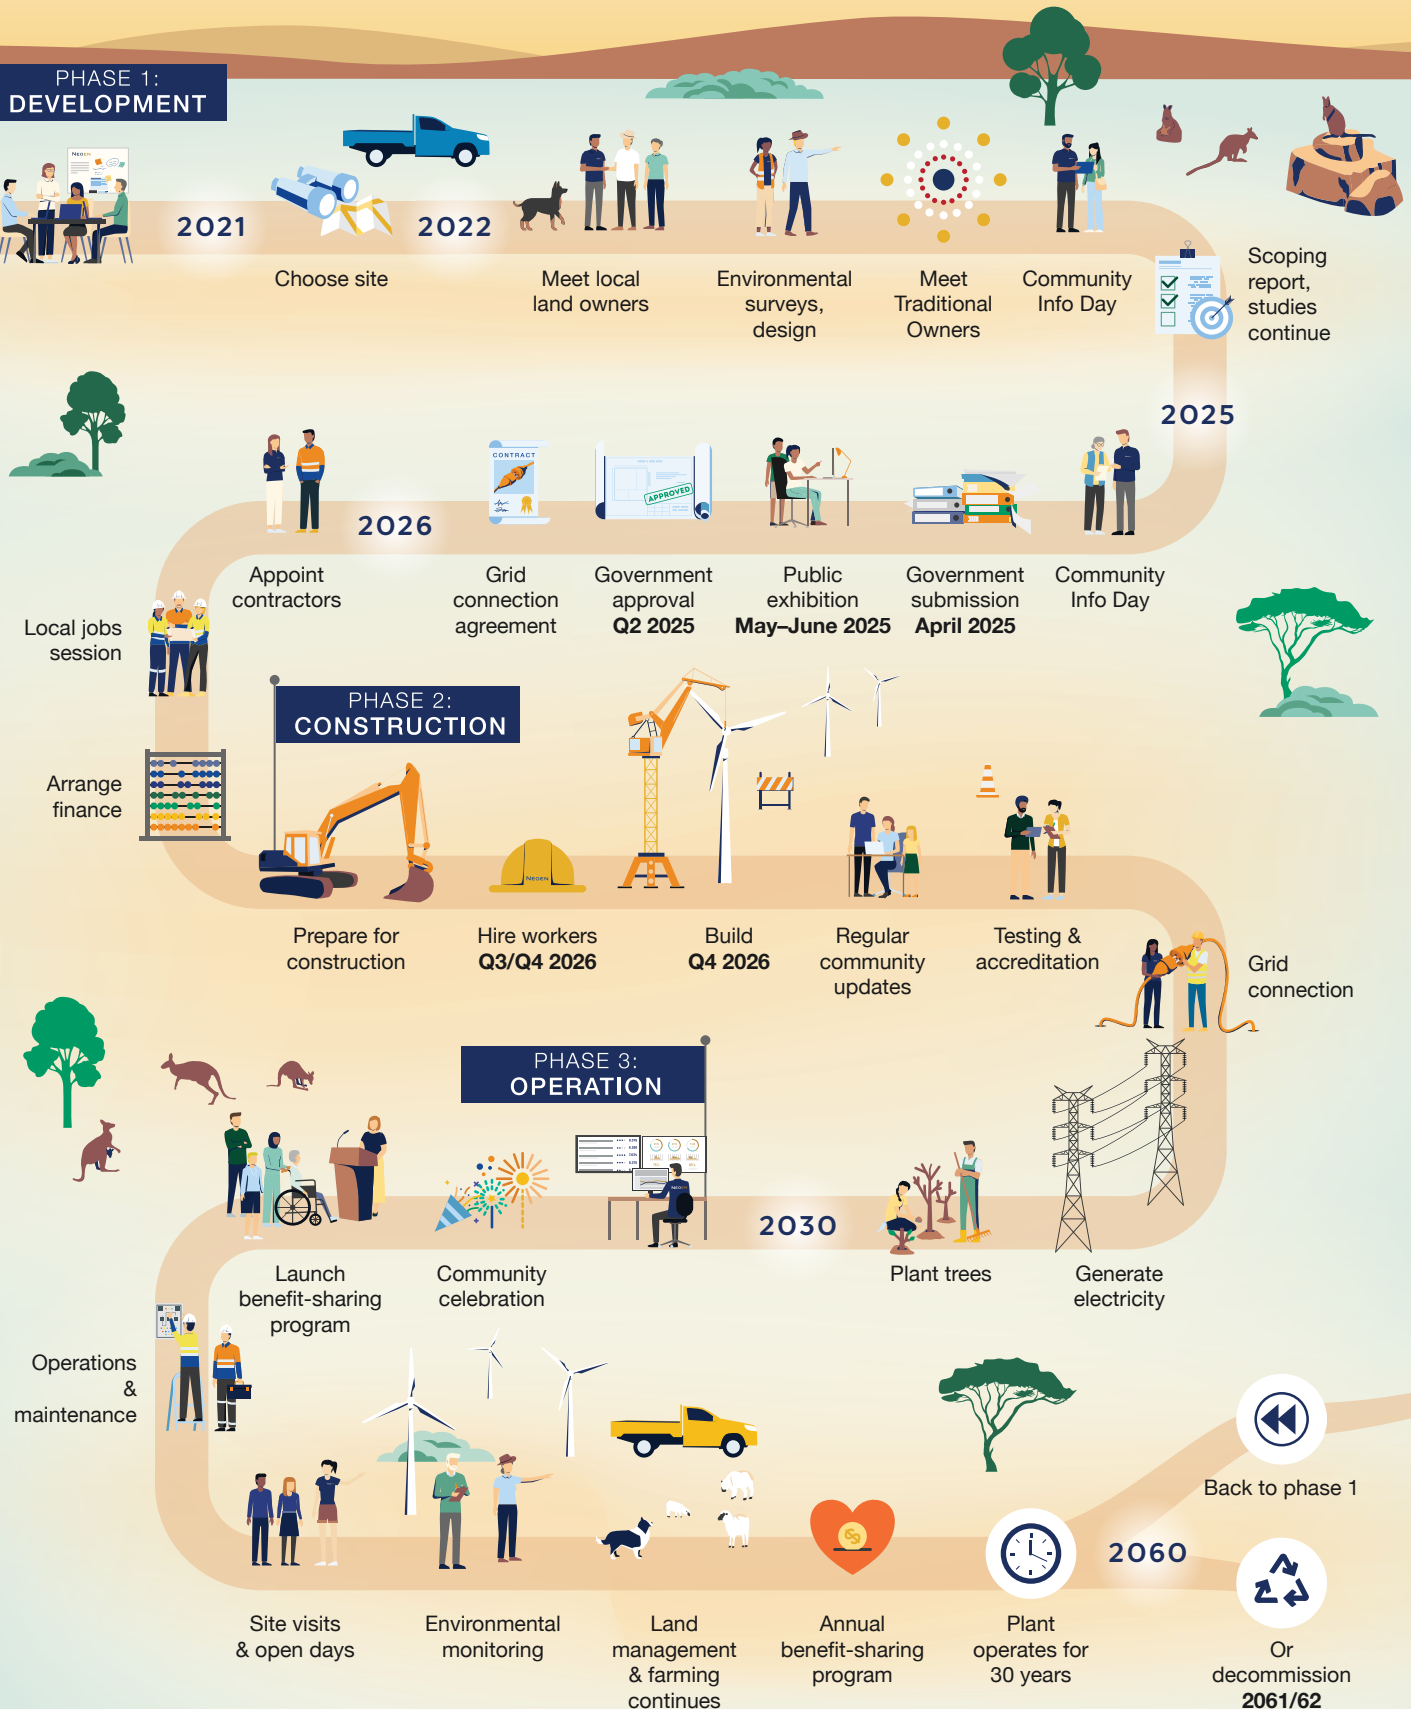 PHASE 1:
DEVELOPMENT
NEOEN
2021
2022
Choose site
Meet local
land owners
Environmental
surveys,
design
Meet
Traditional
Owners
Community
Info Day
Scoping
report,
studies
continue
2025
Community
Info Day
Government
submission
April 2025
Public
exhibition
May–June 2025
APPROVED
Government
approval
Q2 2025
CONTRACT
Grid
connection
agreement
2026
Appoint
contractors
Local jobs
session
Arrange
finance
PHASE 2:
CONSTRUCTION
Prepare for
construction
NEOEN
Hire workers
Q3/Q4 2026
Build
Q4 2026
Regular
community
updates
Testing &
accreditation
Grid
connection
Generate
electricity
Plant trees
2030
PHASE 3:
OPERATION
NEOEN
Community
celebration
Launch
benefit-sharing
program
Operations
&
maintenance
Site visits
& open days
Environmental
monitoring
Land
management
& farming
continues
Annual
benefit-sharing
program
Plant
operates for
30 years
2060
Back to phase 1
Or
decommission
2061/62